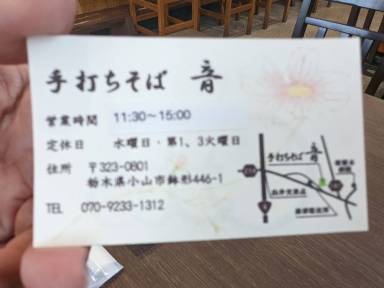 手打ちそば 音
営業時間 11:30~15:00
定休日 水曜日・第1、3火曜日
住所 〒323-0801
栃木県小山市鉢形446-1
TEL 070-9233-1312
手打ちそば 音
4